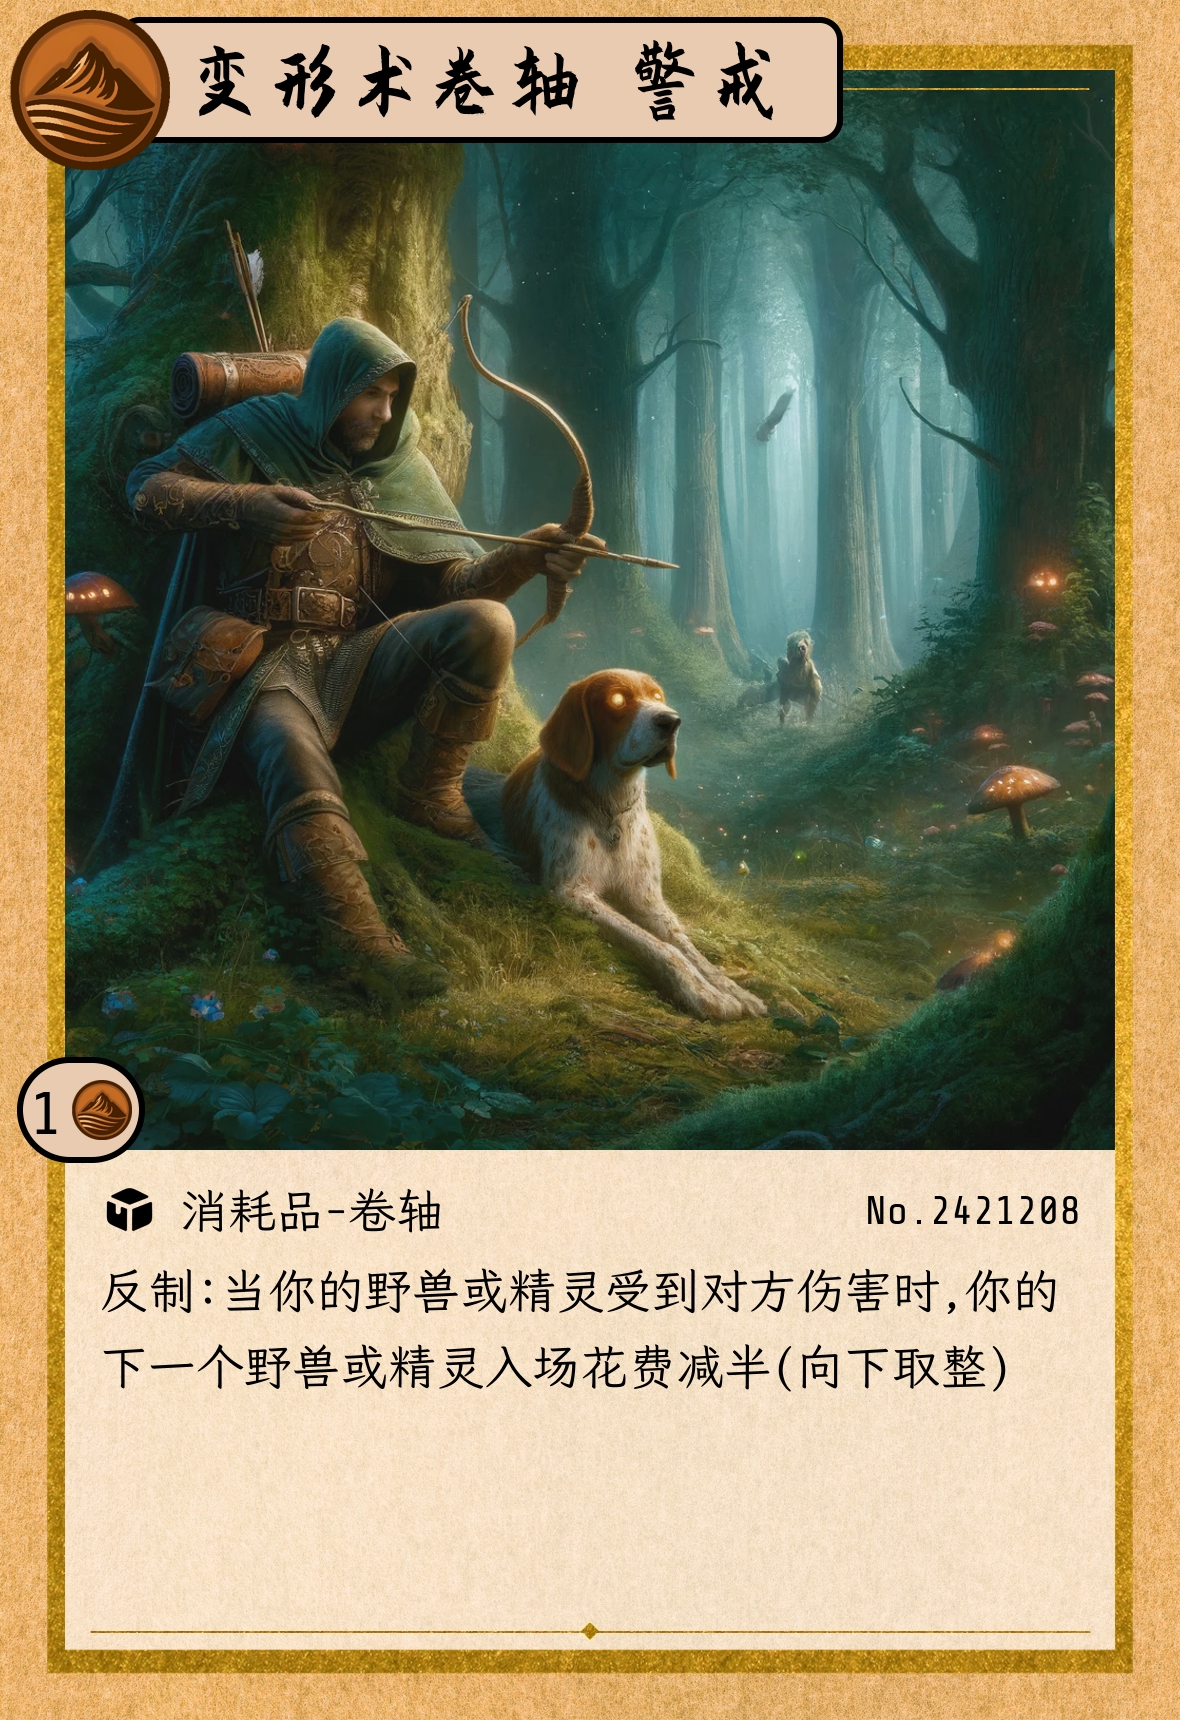 变形术卷轴 警戒
1
消耗品-卷轴
No.2421208
反制:当你的野兽或精灵受到对方伤害时,你的
下一个野兽或精灵入场花费减半(向下取整)